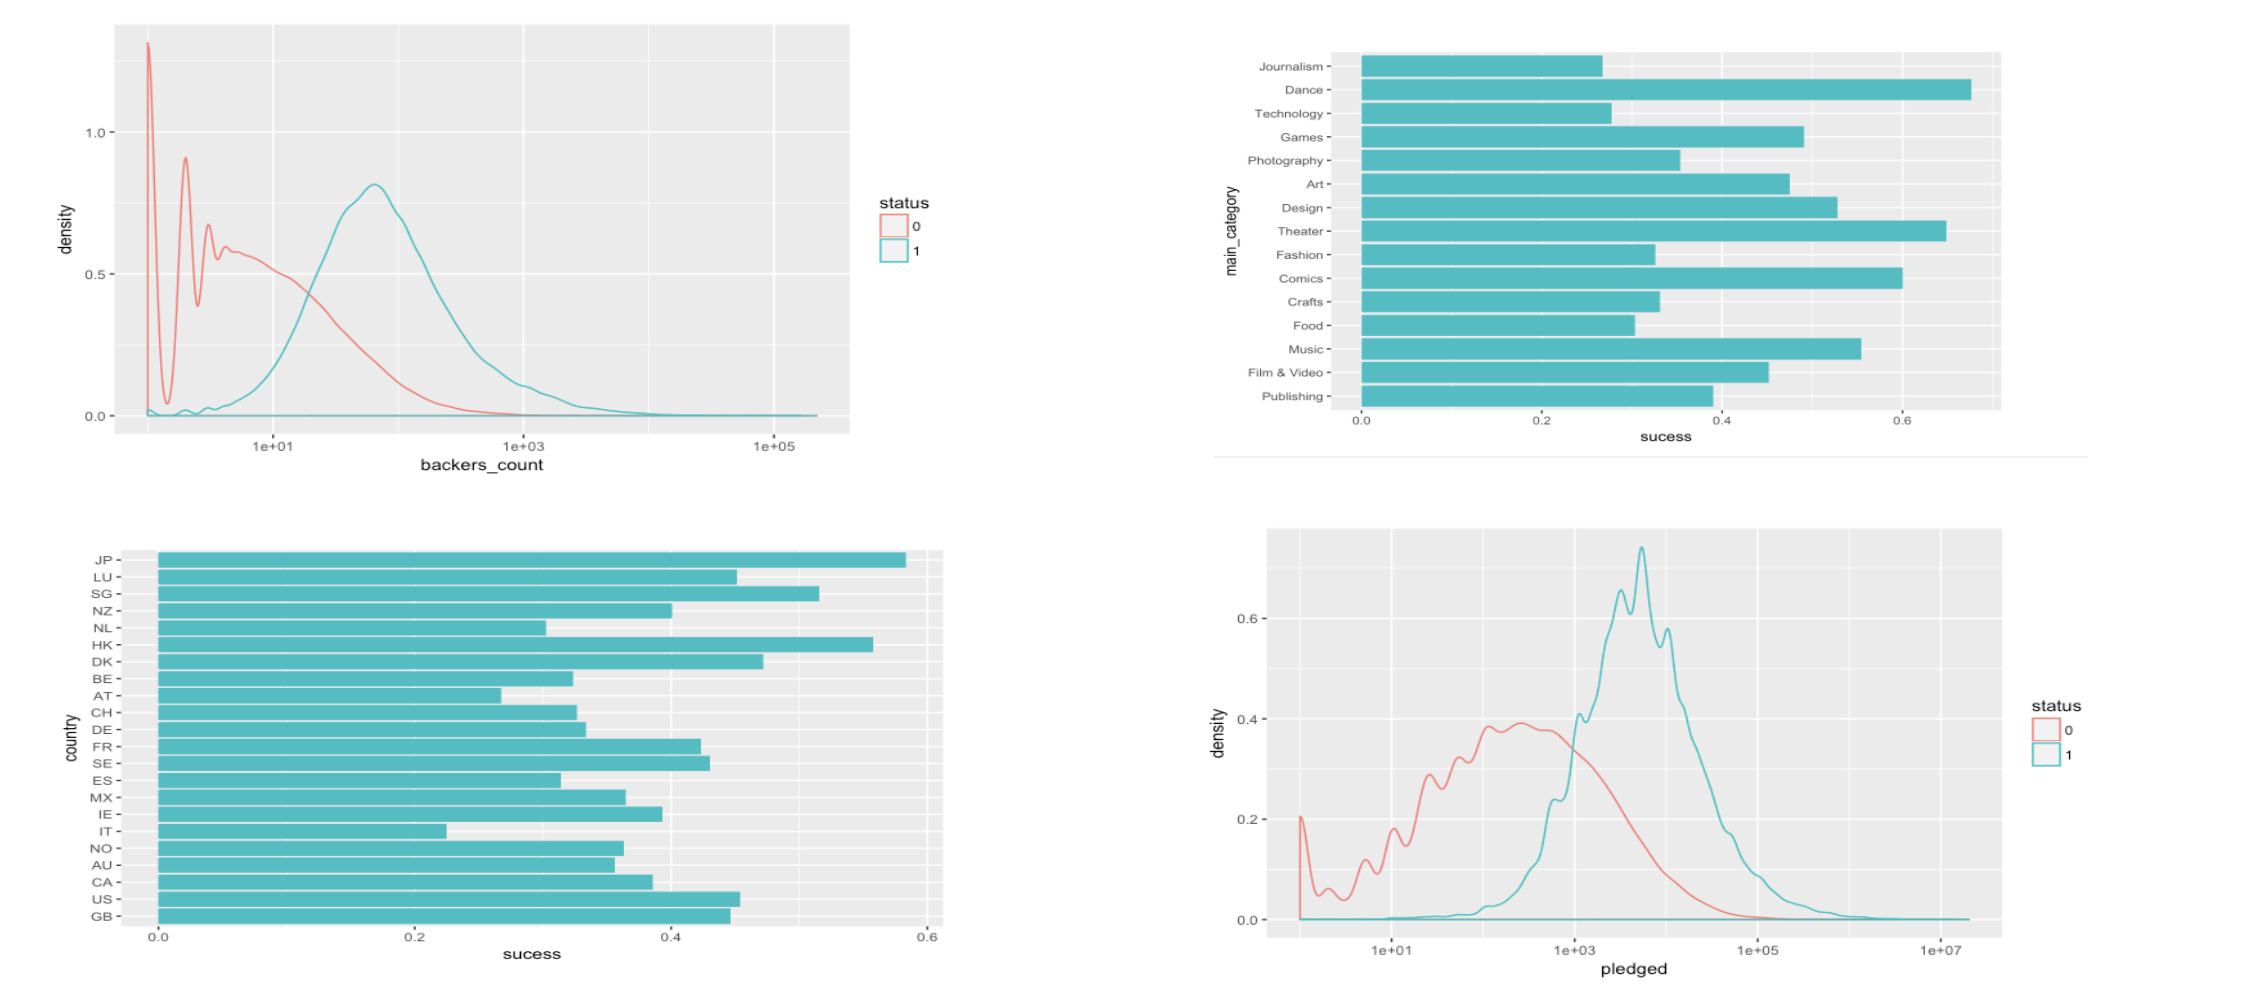 density
1.0
0.5
0.0
1e+01 1e+03 1e+05
backers_count
status
0
1
main_category
Journalism
Dance
Technology
Games
Photography
Art
Design
Theater
Fashion
Comics
Crafts
Food
Music
Film & Video
Publishing
0.0 0.2 0.4 0.6
sucess
country
JP
LU
SG
NZ
NL
HK
DK
BE
AT
CH
DE
FR
SE
ES
MX
IE
IT
NO
AU
CA
US
GB
0.0 0.2 0.4 0.6
sucess
density
0.6
0.4
0.2
0.0
1e+01 1e+03 1e+05 1e+07
pledged
status
0
1